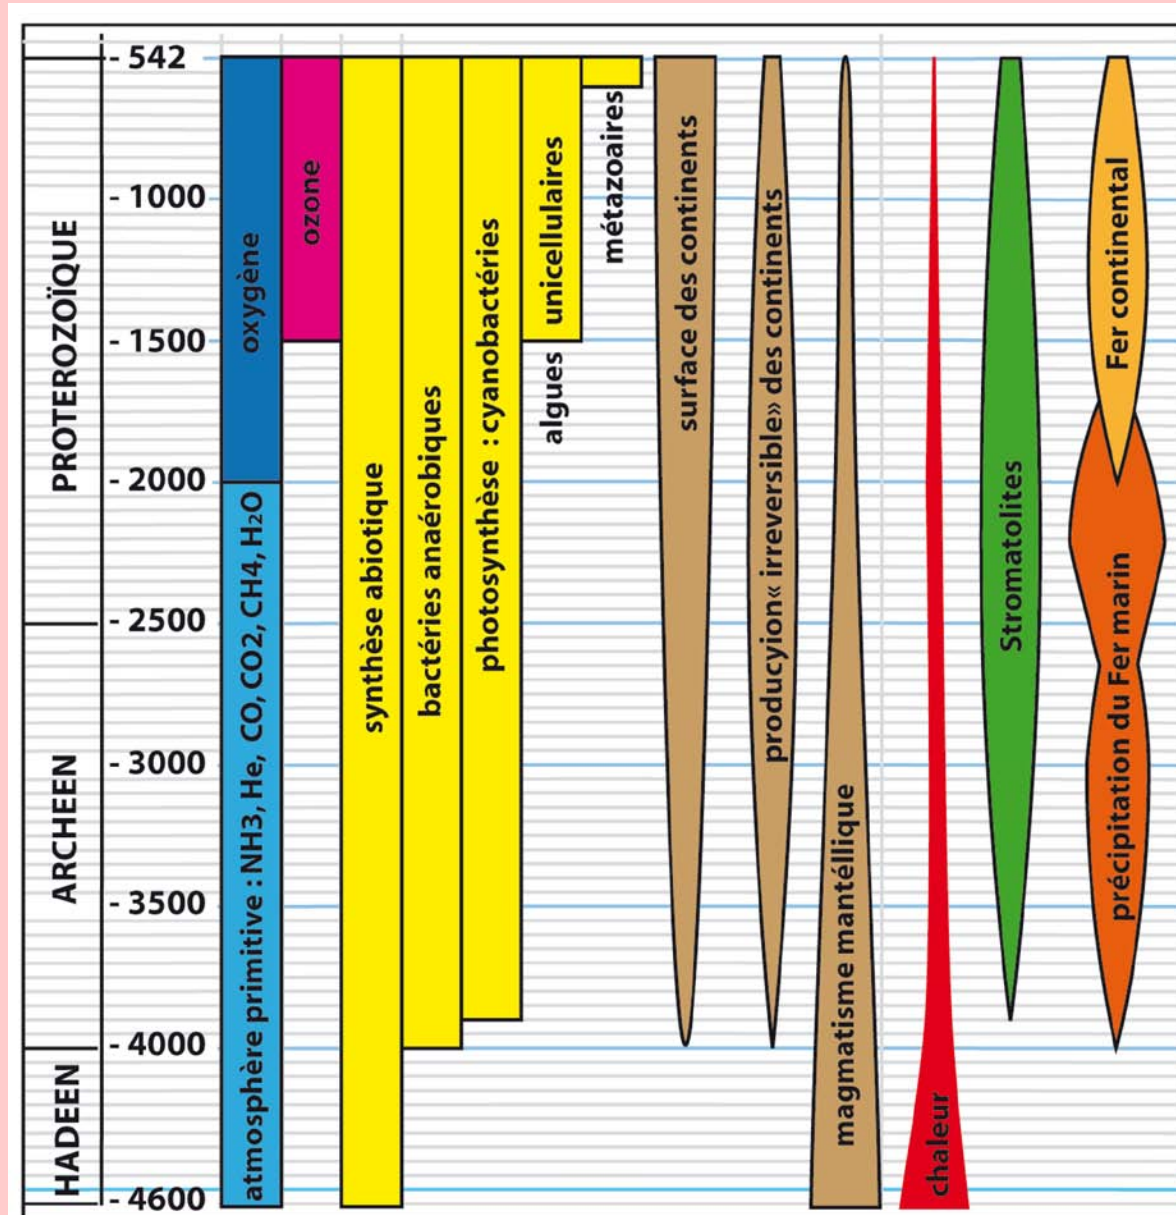 PROTEROZOÏQUE
ARCHEEN
HADEEN
- 542
- 1000
- 1500
- 2000
- 2500
- 3000
- 3500
- 4000
- 4600
oxygène
atmosphère primitive : NH3, He, CO, CO2, CH4, H2O
ozone
synthèse abiotique
bactéries anaérobiques
photosynthèse : cyanobactéries
algues unicellulaires
métazoaires
surface des continents
producyion« irreversible» des continents
magmatisme mantéllique
chaleur
Stromatolites
Fer continental
précipitation du Fer marin